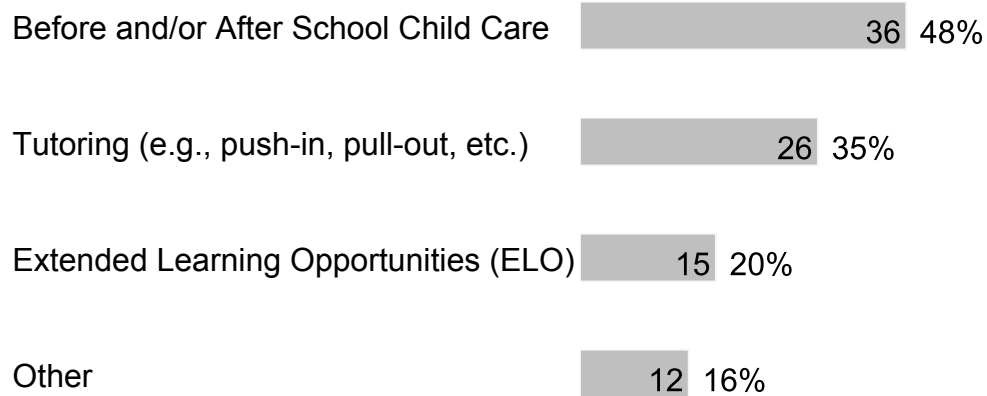 Before and/or After School Child Care 36 48%
Tutoring (e.g., push-in, pull-out, etc.) 26 35%
Extended Learning Opportunities (ELO) 15 20%
Other 12 16%